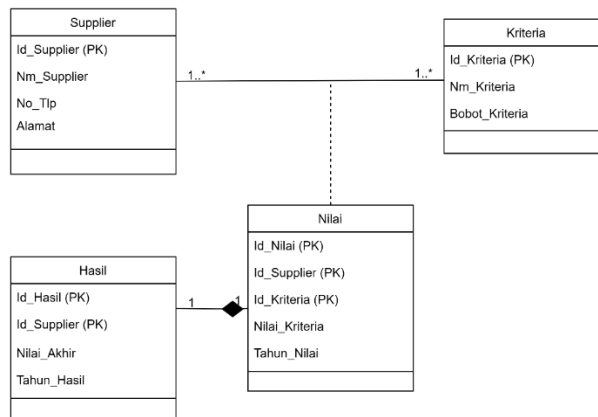 Supplier
Id_Supplier (PK)
Nm_Supplier
No_Tlp
Alamat
1..*
1..*
Kriteria
Id_Kriteria (PK)
Nm_Kriteria
Bobot_Kriteria
Nilai
Id_Nilai (PK)
Id_Supplier (PK)
Id_Kriteria (PK)
Nilai_Kriteria
Tahun_Nilai
Hasil
Id_Hasil (PK)
Id_Supplier (PK)
Nilai_Akhir
Tahun_Hasil
1
1